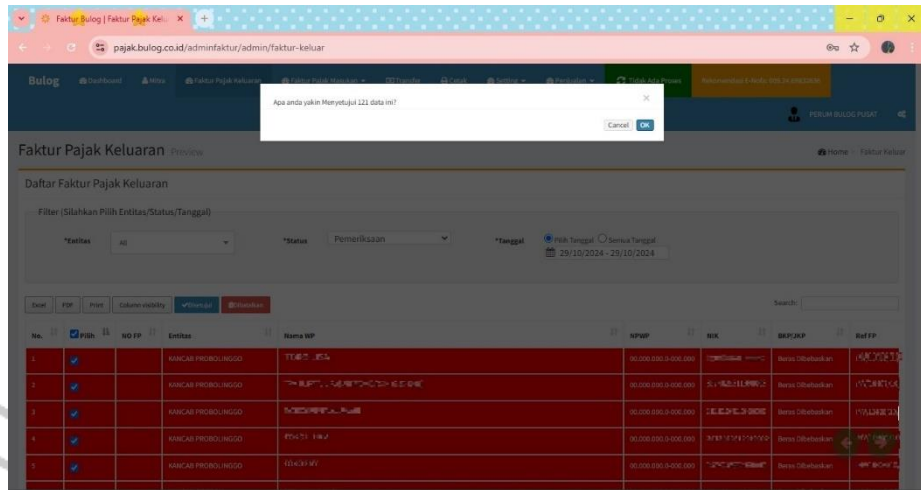 Faktur Bulog | Faktur Pajak Kel
pajak.bulog.co.id/adminfaktur/admin/faktur-keluar
Bulog Dashboard Mitra Faktur Pajak Keluaran Faktur Pajak Masukan Transfer Cetak Setting Penjualan Tidak Ada Proses
PERUM BULOG PUSAT
Apa anda yakin Menyetujui 121 data ini?
Cancel OK
Faktur Pajak Keluaran Preview
Home Faktur Keluar
Daftar Faktur Pajak Keluaran
Filter (Silahkan Pilih Entitas/Status/Tanggal)
*Entitas All *Status Pemeriksaan *Tanggal Pilih Tanggal Semua Tanggal
29/10/2024 - 29/10/2024
Excel PDF Print Column visibility Disetujui Dibatalkan Search:
No. Pilih NO FP Entitas Nama WP NPWP NIK BKP/JKP Ref FP
1 KANCAB PROBOLINGGO 00.000.000.0-000.000 Beras Dibebaskan
2 KANCAB PROBOLINGGO 00.000.000.0-000.000 Beras Dibebaskan
3 KANCAB PROBOLINGGO 00.000.000.0-000.000 Beras Dibebaskan
4 KANCAB PROBOLINGGO 00.000.000.0-000.000 Beras Dibebaskan
5 KANCAB PROBOLINGGO 00.000.000.0-000.000 Beras Dibebaskan